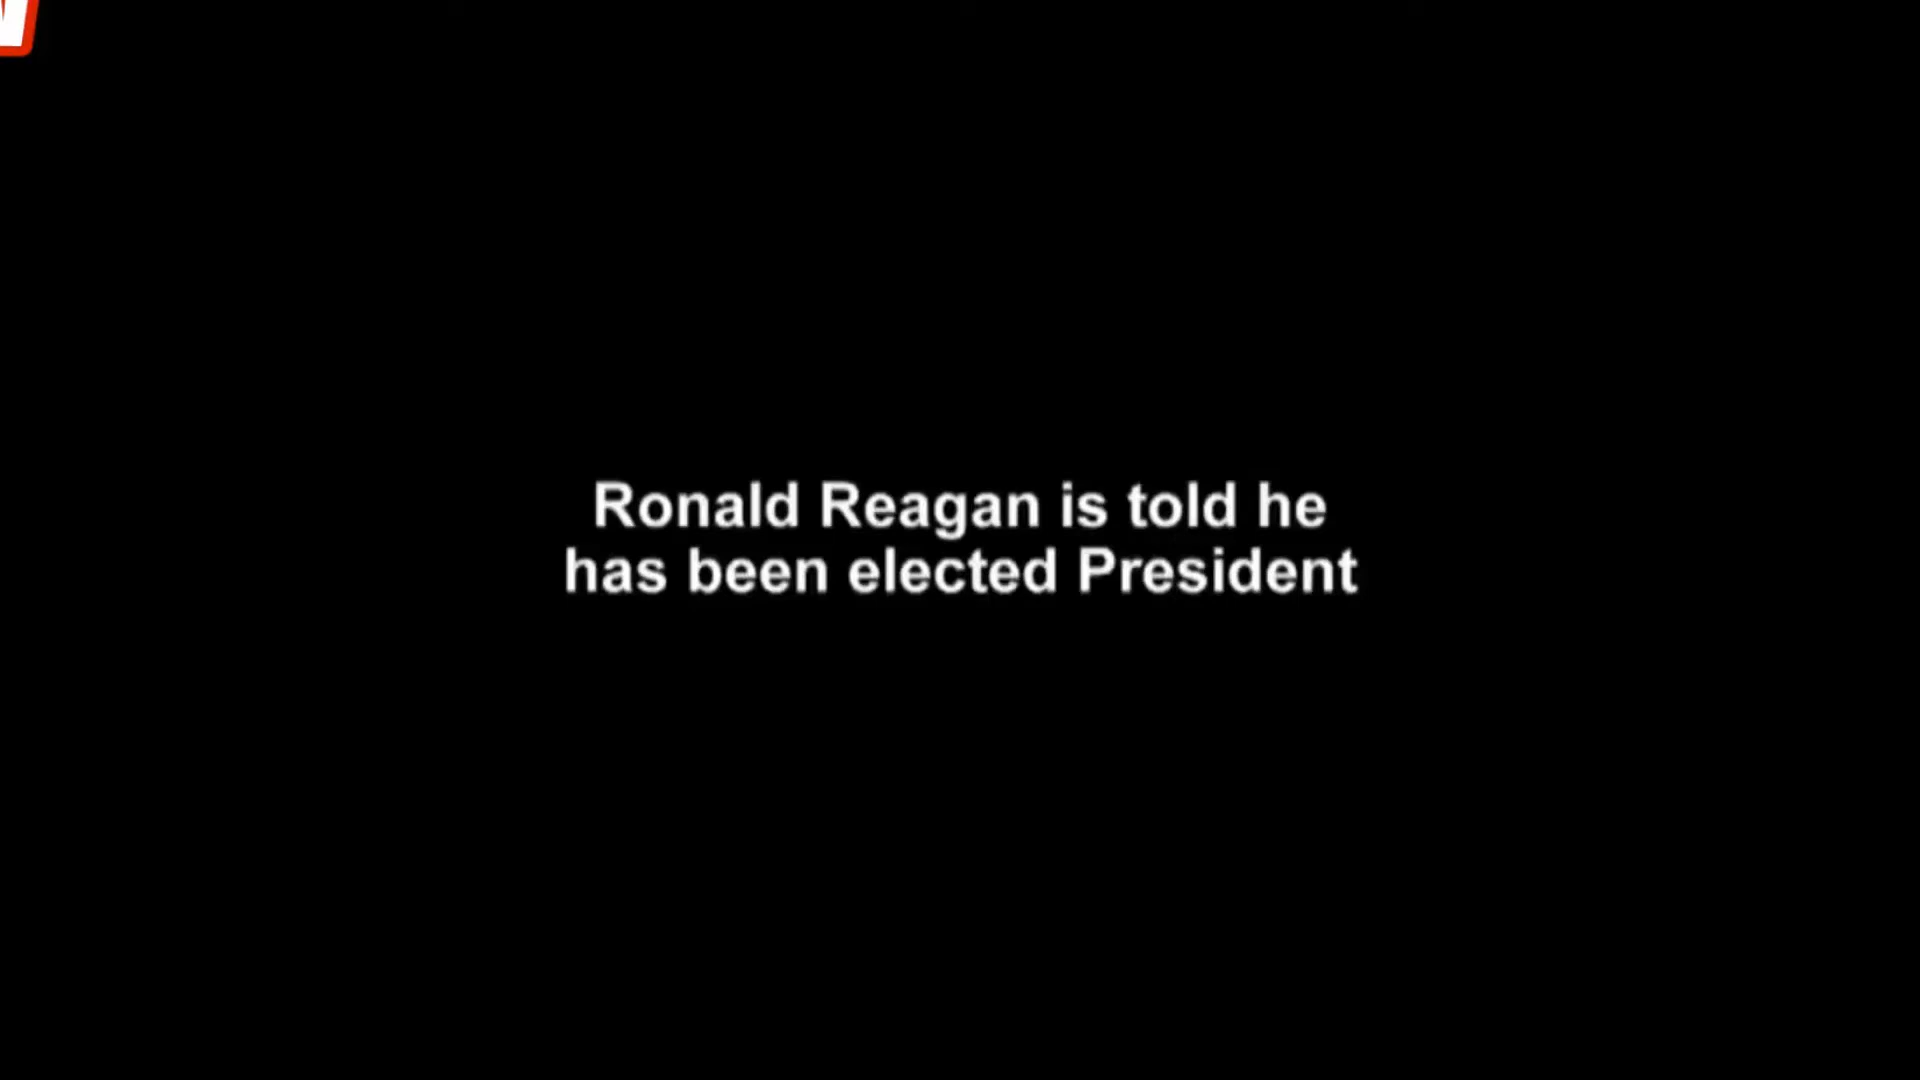 Ronald Reagan is told he
has been elected President